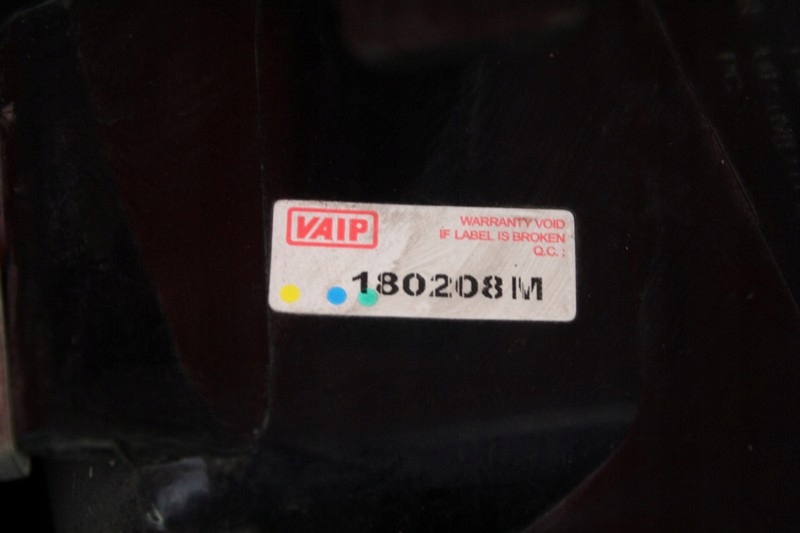 VAIP
WARRANTY VOID
IF LABEL IS BROKEN
Q.C. :
180208M